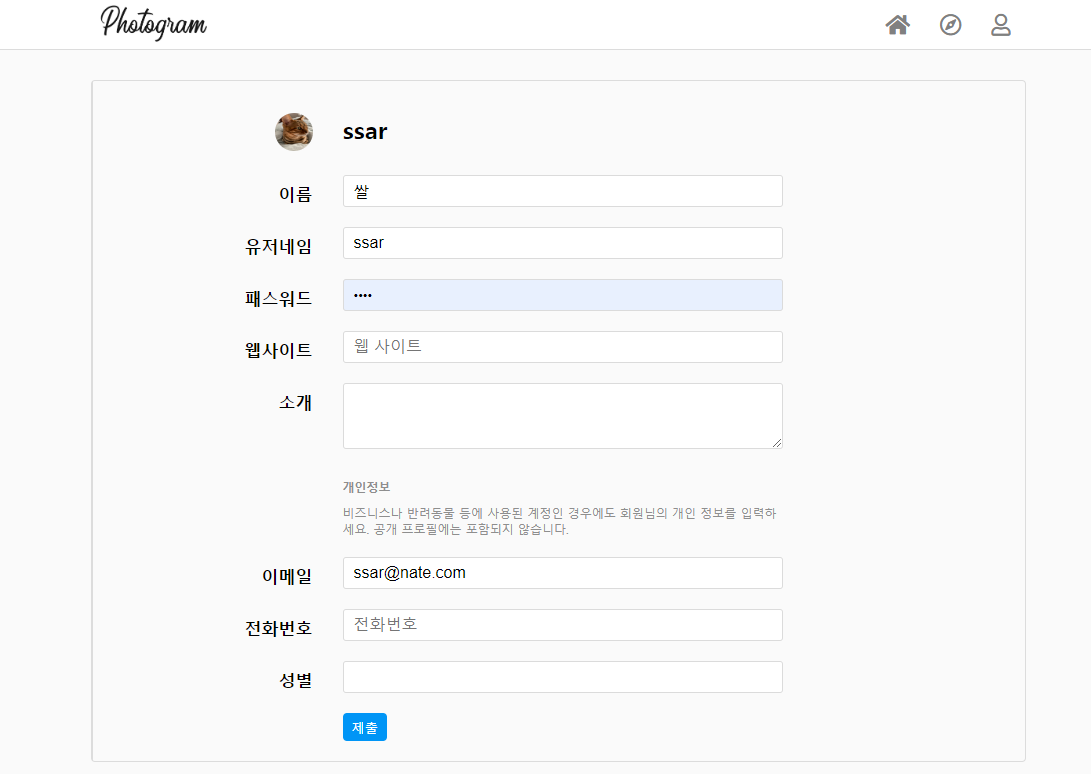 Photogram
ssar
이름
쌀
유저네임
ssar
패스워드
••••
웹사이트
웹 사이트
소개
개인정보
비즈니스나 반려동물 등에 사용된 계정인 경우에도 회원님의 개인 정보를 입력하
세요. 공개 프로필에는 포함되지 않습니다.
이메일
ssar@nate.com
전화번호
전화번호
성별
제출